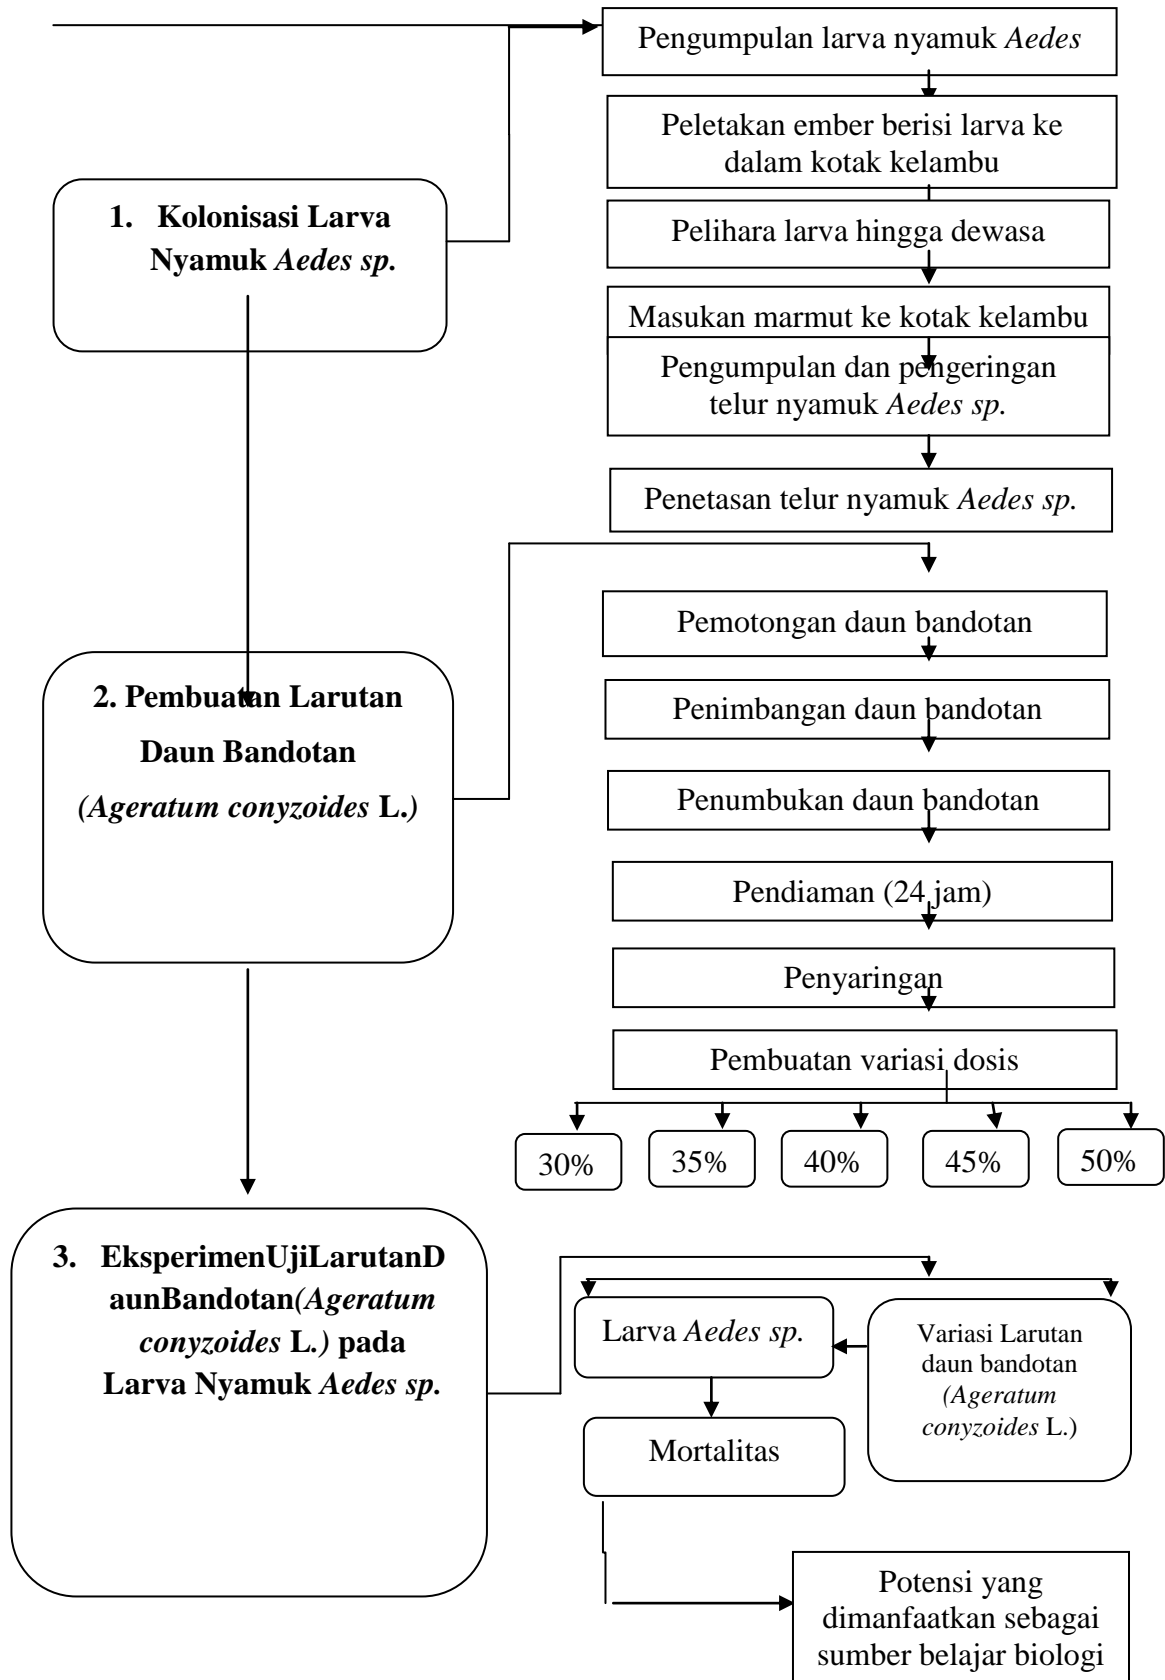 Pengumpulan larva nyamuk Aedes
Peletakan ember berisi larva ke
dalam kotak kelambu
1. Kolonisasi Larva
Nyamuk Aedes sp.
Pelihara larva hingga dewasa
Masukan marmut ke kotak kelambu
Pengumpulan dan pengeringan
telur nyamuk Aedes sp.
Penetasan telur nyamuk Aedes sp.
2. Pembuatan Larutan
Daun Bandotan
(Ageratum conyzoides L.)
Pemotongan daun bandotan
Penimbangan daun bandotan
Penumbukan daun bandotan
Pendiaman (24 jam)
Penyaringan
Pembuatan variasi dosis
30%
35%
40%
45%
50%
3. EksperimenUjiLarutanD
aunBandotan(Ageratum
conyzoides L.) pada
Larva Nyamuk Aedes sp.
Larva Aedes sp.
Variasi Larutan
daun bandotan
(Ageratum
conyzoides L.)
Mortalitas
Potensi yang
dimanfaatkan sebagai
sumber belajar biologi